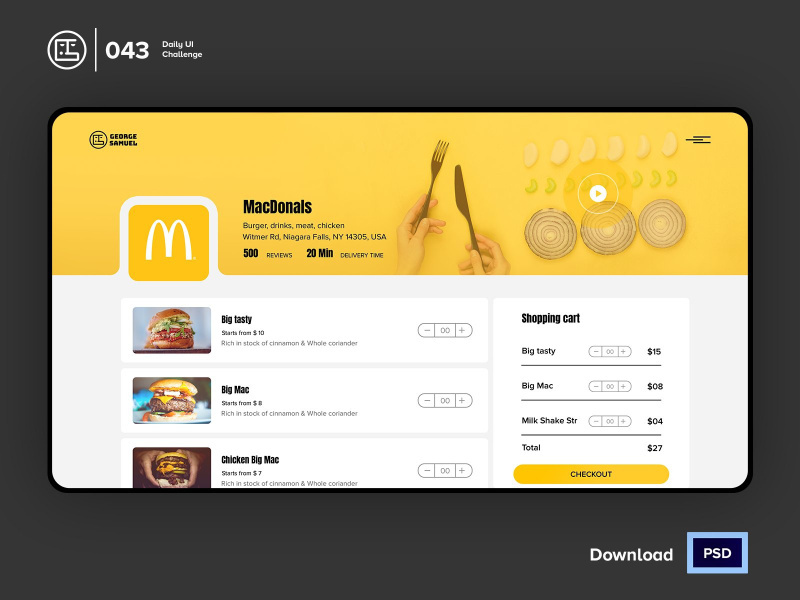 043
Daily UI
Challenge
GEORGE
SAMUEL
MacDonals
Burger, drinks, meat, chicken
Witmer Rd, Niagara Falls, NY 14305, USA
500 REVIEWS 20 Min DELIVERY TIME
Big tasty
Starts from $ 10
Rich in stock of cinnamon & Whole coriander
− 00 +
Big Mac
Starts from $ 8
Rich in stock of cinnamon & Whole coriander
− 00 +
Chicken Big Mac
Starts from $ 7
Rich in stock of cinnamon & Whole coriander
− 00 +
Shopping cart
Big tasty − 00 + $15
Big Mac − 00 + $08
Milk Shake Str − 00 + $04
Total $27
CHECKOUT
Download PSD